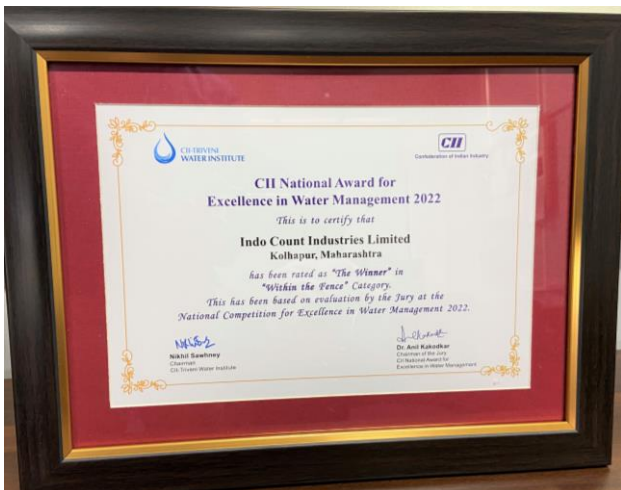 CII-TRIVENI
WATER INSTITUTE
CII
Confederation of Indian Industry
CII National Award for
Excellence in Water Management 2022
This is to certify that
Indo Count Industries Limited
Kolhapur, Maharashtra
has been rated as "The Winner" in
"Within the Fence" Category.
This has been based on evaluation by the Jury at the
National Competition for Excellence in Water Management 2022.
Nikhil Sawhney
Chairman
CII Triveni Water Institute
Dr. Anil Kakodkar
Chairman of the Jury
CII National Award for
Excellence in Water Management